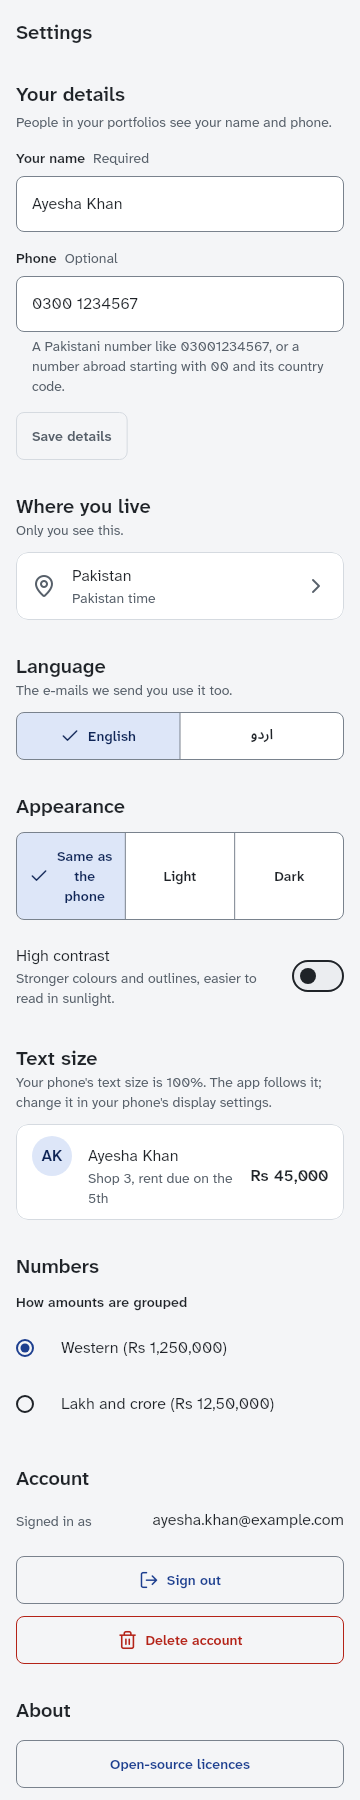 Settings
Your details
People in your portfolios see your name and phone.
Your name Required
Ayesha Khan
Phone Optional
0300 1234567
A Pakistani number like 03001234567, or a
number abroad starting with 00 and its country
code.
Save details
Where you live
Only you see this.
Pakistan
Pakistan time
Language
The e-mails we send you use it too.
English
اردو
Appearance
Same as
the
phone
Light
Dark
High contrast
Stronger colours and outlines, easier to
read in sunlight.
Text size
Your phone's text size is 100%. The app follows it;
change it in your phone's display settings.
AK
Ayesha Khan
Shop 3, rent due on the
5th
Rs 45,000
Numbers
How amounts are grouped
Western (Rs 1,250,000)
Lakh and crore (Rs 12,50,000)
Account
Signed in as ayesha.khan@example.com
Sign out
Delete account
About
Open-source licences